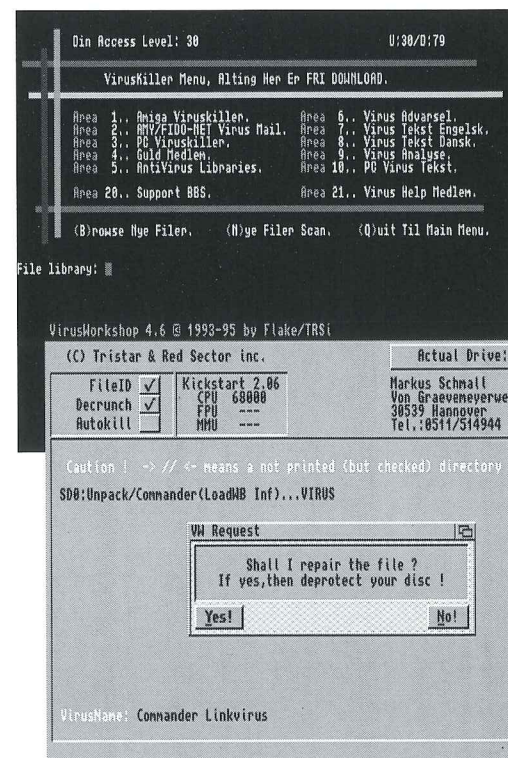 Din Access Level: 30 U:30/D:79
VirusKiller Menu, Alting Her Er FRI DOWNLOAD.
Area 1.. Amiga Viruskiller. Area 6.. Virus Advarsel.
Area 2.. AMY/FIDO-NET Virus Mail. Area 7.. Virus Tekst Engelsk.
Area 3.. PC Viruskiller. Area 8.. Virus Tekst Dansk.
Area 4.. Guld Medlem. Area 9.. Virus Analyse.
Area 5.. AntiVirus Libraries. Area 10.. PC Virus Tekst.
Area 20.. Support BBS. Area 21.. Virus Help Medlem.
(B)rowse Nye Filer. (N)ye Filer Scan. (Q)uit Til Main Menu.
File library:
VirusWorkshop 4.6 © 1993-95 by Flake/TRSi
(C) Tristar & Red Sector inc. Actual Drive:
FileID
Decrunch
Autokill
Kickstart 2.06
CPU 68000
FPU ---
MMU ---
Markus Schmall
Von Graevemeyerwe
30539 Hannover
Tel.:0511/514944
Caution ! -> // <- means a not printed (but checked) directory
SD0:Unpack/Commander(LoadWB Inf)...VIRUS
VW Request
Shall I repair the file ?
If yes,then deprotect your disc !
Yes! No!
VirusName: Commander Linkvirus